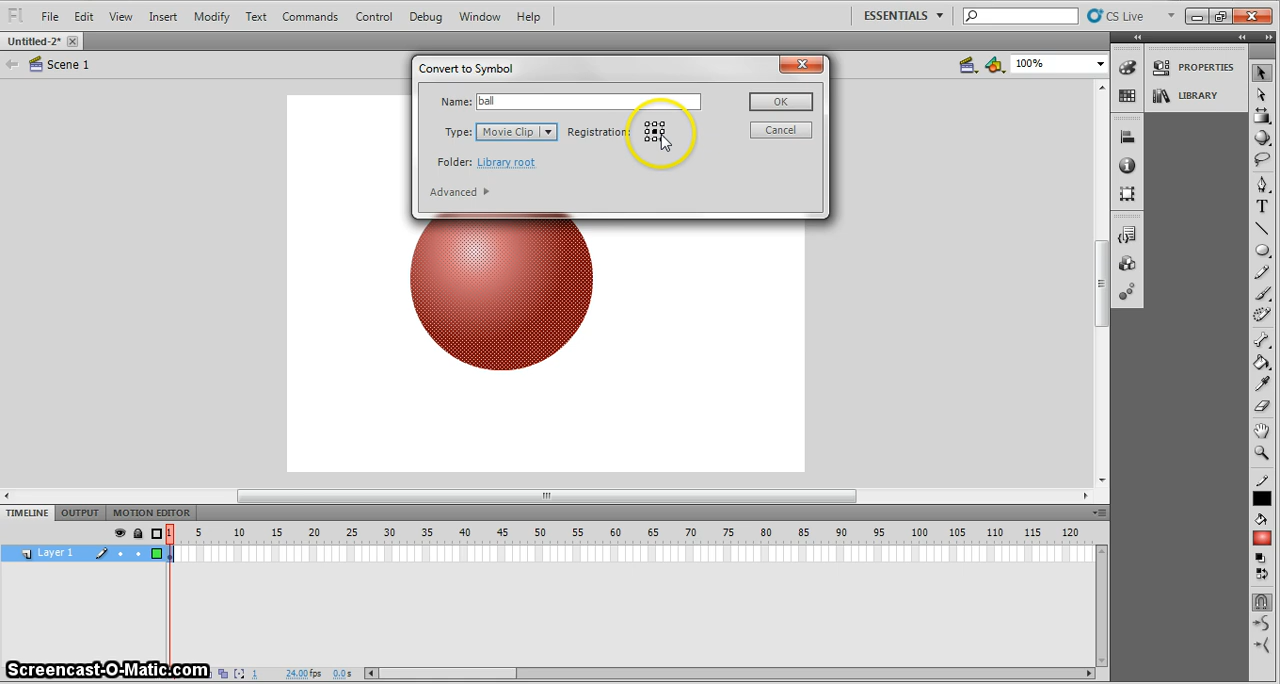 Fl File Edit View Insert Modify Text Commands Control Debug Window Help ESSENTIALS CS Live
Untitled-2*
Scene 1 100%
Convert to Symbol
Name: ball OK
Type: Movie Clip Registration: Cancel
Folder: Library root
Advanced
PROPERTIES
LIBRARY
TIMELINE OUTPUT MOTION EDITOR
1 5 10 15 20 25 30 35 40 45 50 55 60 65 70 75 80 85 90 95 100 105 110 115 120
Layer 1
1 24.00 fps 0.0 s
Screencast-O-Matic.com